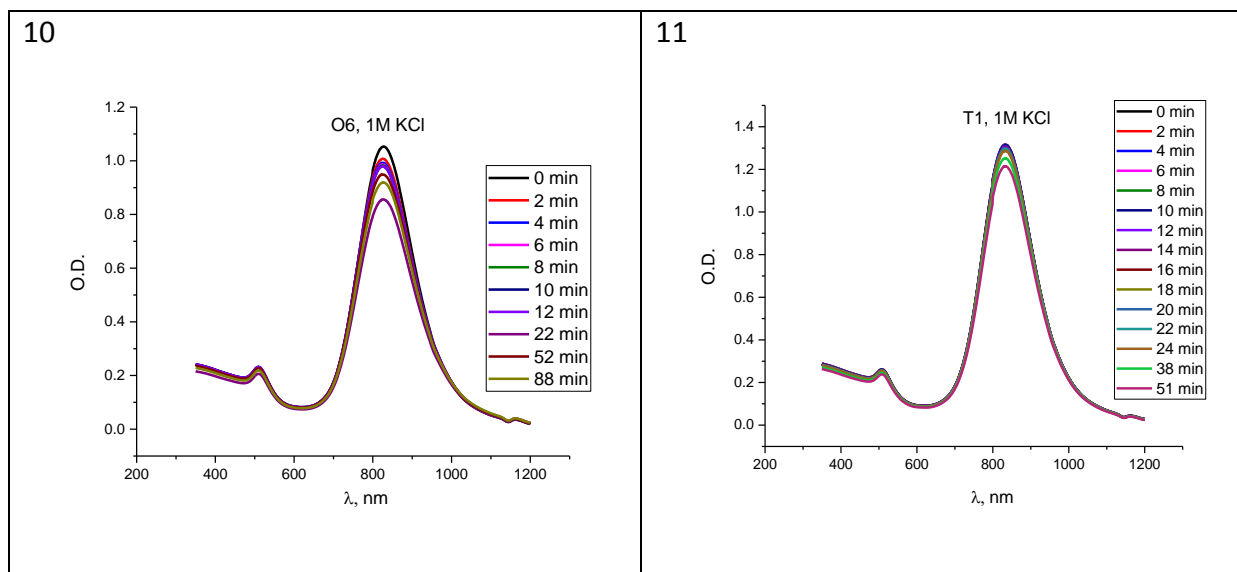 10
O6, 1M KCl
O.D.
1.2
1.0
0.8
0.6
0.4
0.2
0.0
200 400 600 800 1000 1200
λ, nm
0 min
2 min
4 min
6 min
8 min
10 min
12 min
22 min
52 min
88 min
11
T1, 1M KCl
O.D.
1.4
1.2
1.0
0.8
0.6
0.4
0.2
0.0
200 400 600 800 1000 1200
λ, nm
0 min
2 min
4 min
6 min
8 min
10 min
12 min
14 min
16 min
18 min
20 min
22 min
24 min
38 min
51 min